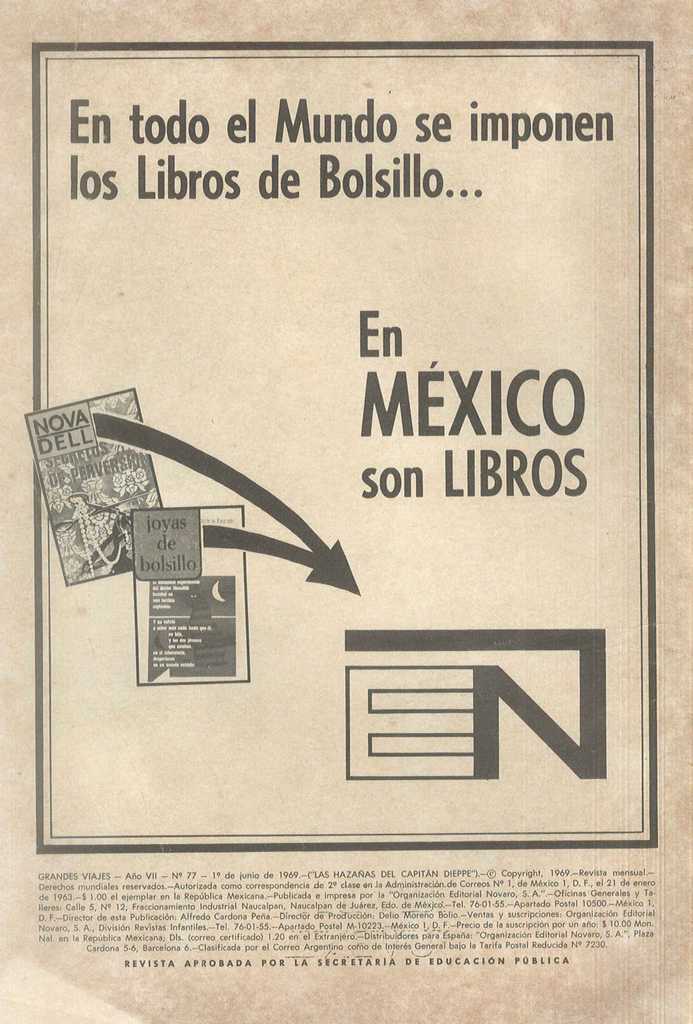 En todo el Mundo se imponen
los Libros de Bolsillo...
En
MÉXICO
son LIBROS
NOVA
DELL
SECRETOS
DE PERVERSIÓN
joyas
de
bolsillo
EN
GRANDES VIAJES — Año VII — Nº 77 — 1º de junio de 1969.—("LAS HAZAÑAS DEL CAPITÁN DIEPPE").—© Copyright, 1969.—Revista mensual.—
Derechos mundiales reservados.—Autorizada como correspondencia de 2ª clase en la Administración de Correos Nº 1, de México 1, D. F., el 21 de enero
de 1963.—$ 1.00 el ejemplar en la República Mexicana.—Publicada e impresa por la "Organización Editorial Novaro, S. A.".—Oficinas Generales y Ta-
lleres: Calle 5, Nº 12, Fraccionamiento Industrial Naucalpan, Naucalpan de Juárez, Edo. de México.—Tel. 76-01-55.—Apartado Postal 10500.—México 1,
D. F.—Director de esta Publicación: Alfredo Cardona Peña.—Director de Producción: Delio Moreno Bolio.—Ventas y suscripciones: Organización Editorial
Novaro, S. A., División Revistas Infantiles.—Tel. 76-01-55.—Apartado Postal M-10223.—México 1, D. F.—Precio de la suscripción por un año: $ 10.00 Mon.
Nal. en la República Mexicana; Dls. (correo certificado) 1.20 en el Extranjero.—Distribuidores para España: "Organización Editorial Novaro, S. A.", Plaza
Cardona 5-6, Barcelona 6.—Clasificada por el Correo Argentino como de Interés General bajo la Tarifa Postal Reducida Nº 7230.
REVISTA APROBADA POR LA SECRETARÍA DE EDUCACIÓN PÚBLICA